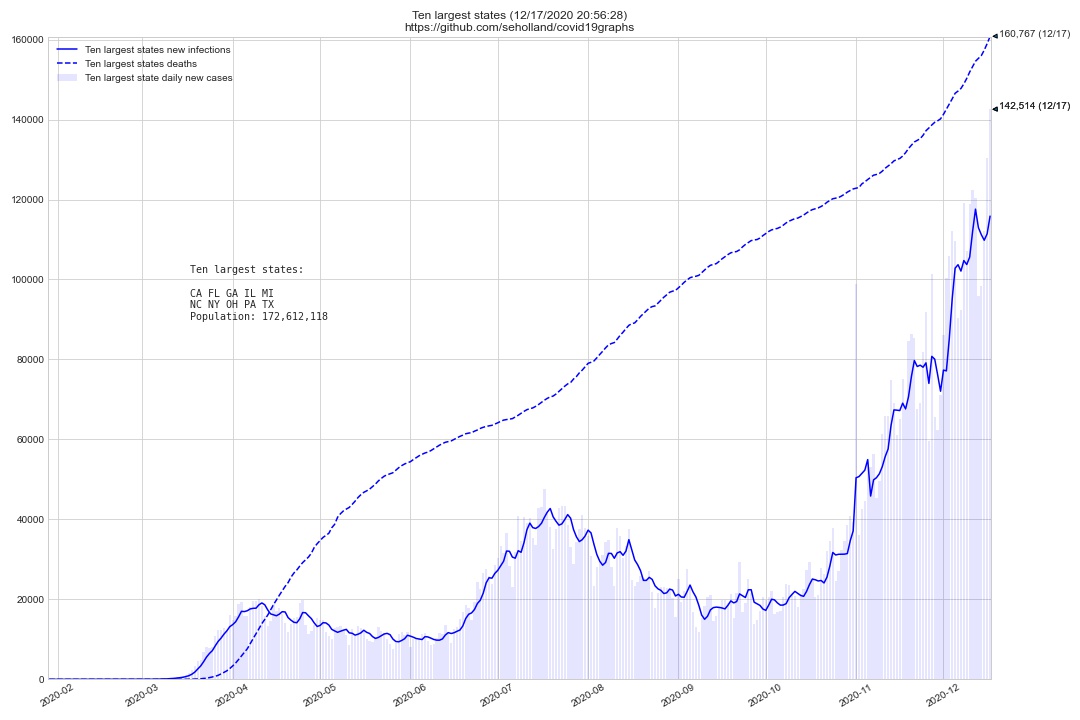 Ten largest states (12/17/2020 20:56:28)
https://github.com/seholland/covid19graphs
160,767 (12/17)
160000
Ten largest states new infections
Ten largest states deaths
Ten largest state daily new cases
142,514 (12/17)
140000
120000
100000
Ten largest states:
CA FL GA IL MI
NC NY OH PA TX
Population: 172,612,118
80000
60000
40000
20000
0
2020-02
2020-03
2020-04
2020-05
2020-06
2020-07
2020-08
2020-09
2020-10
2020-11
2020-12